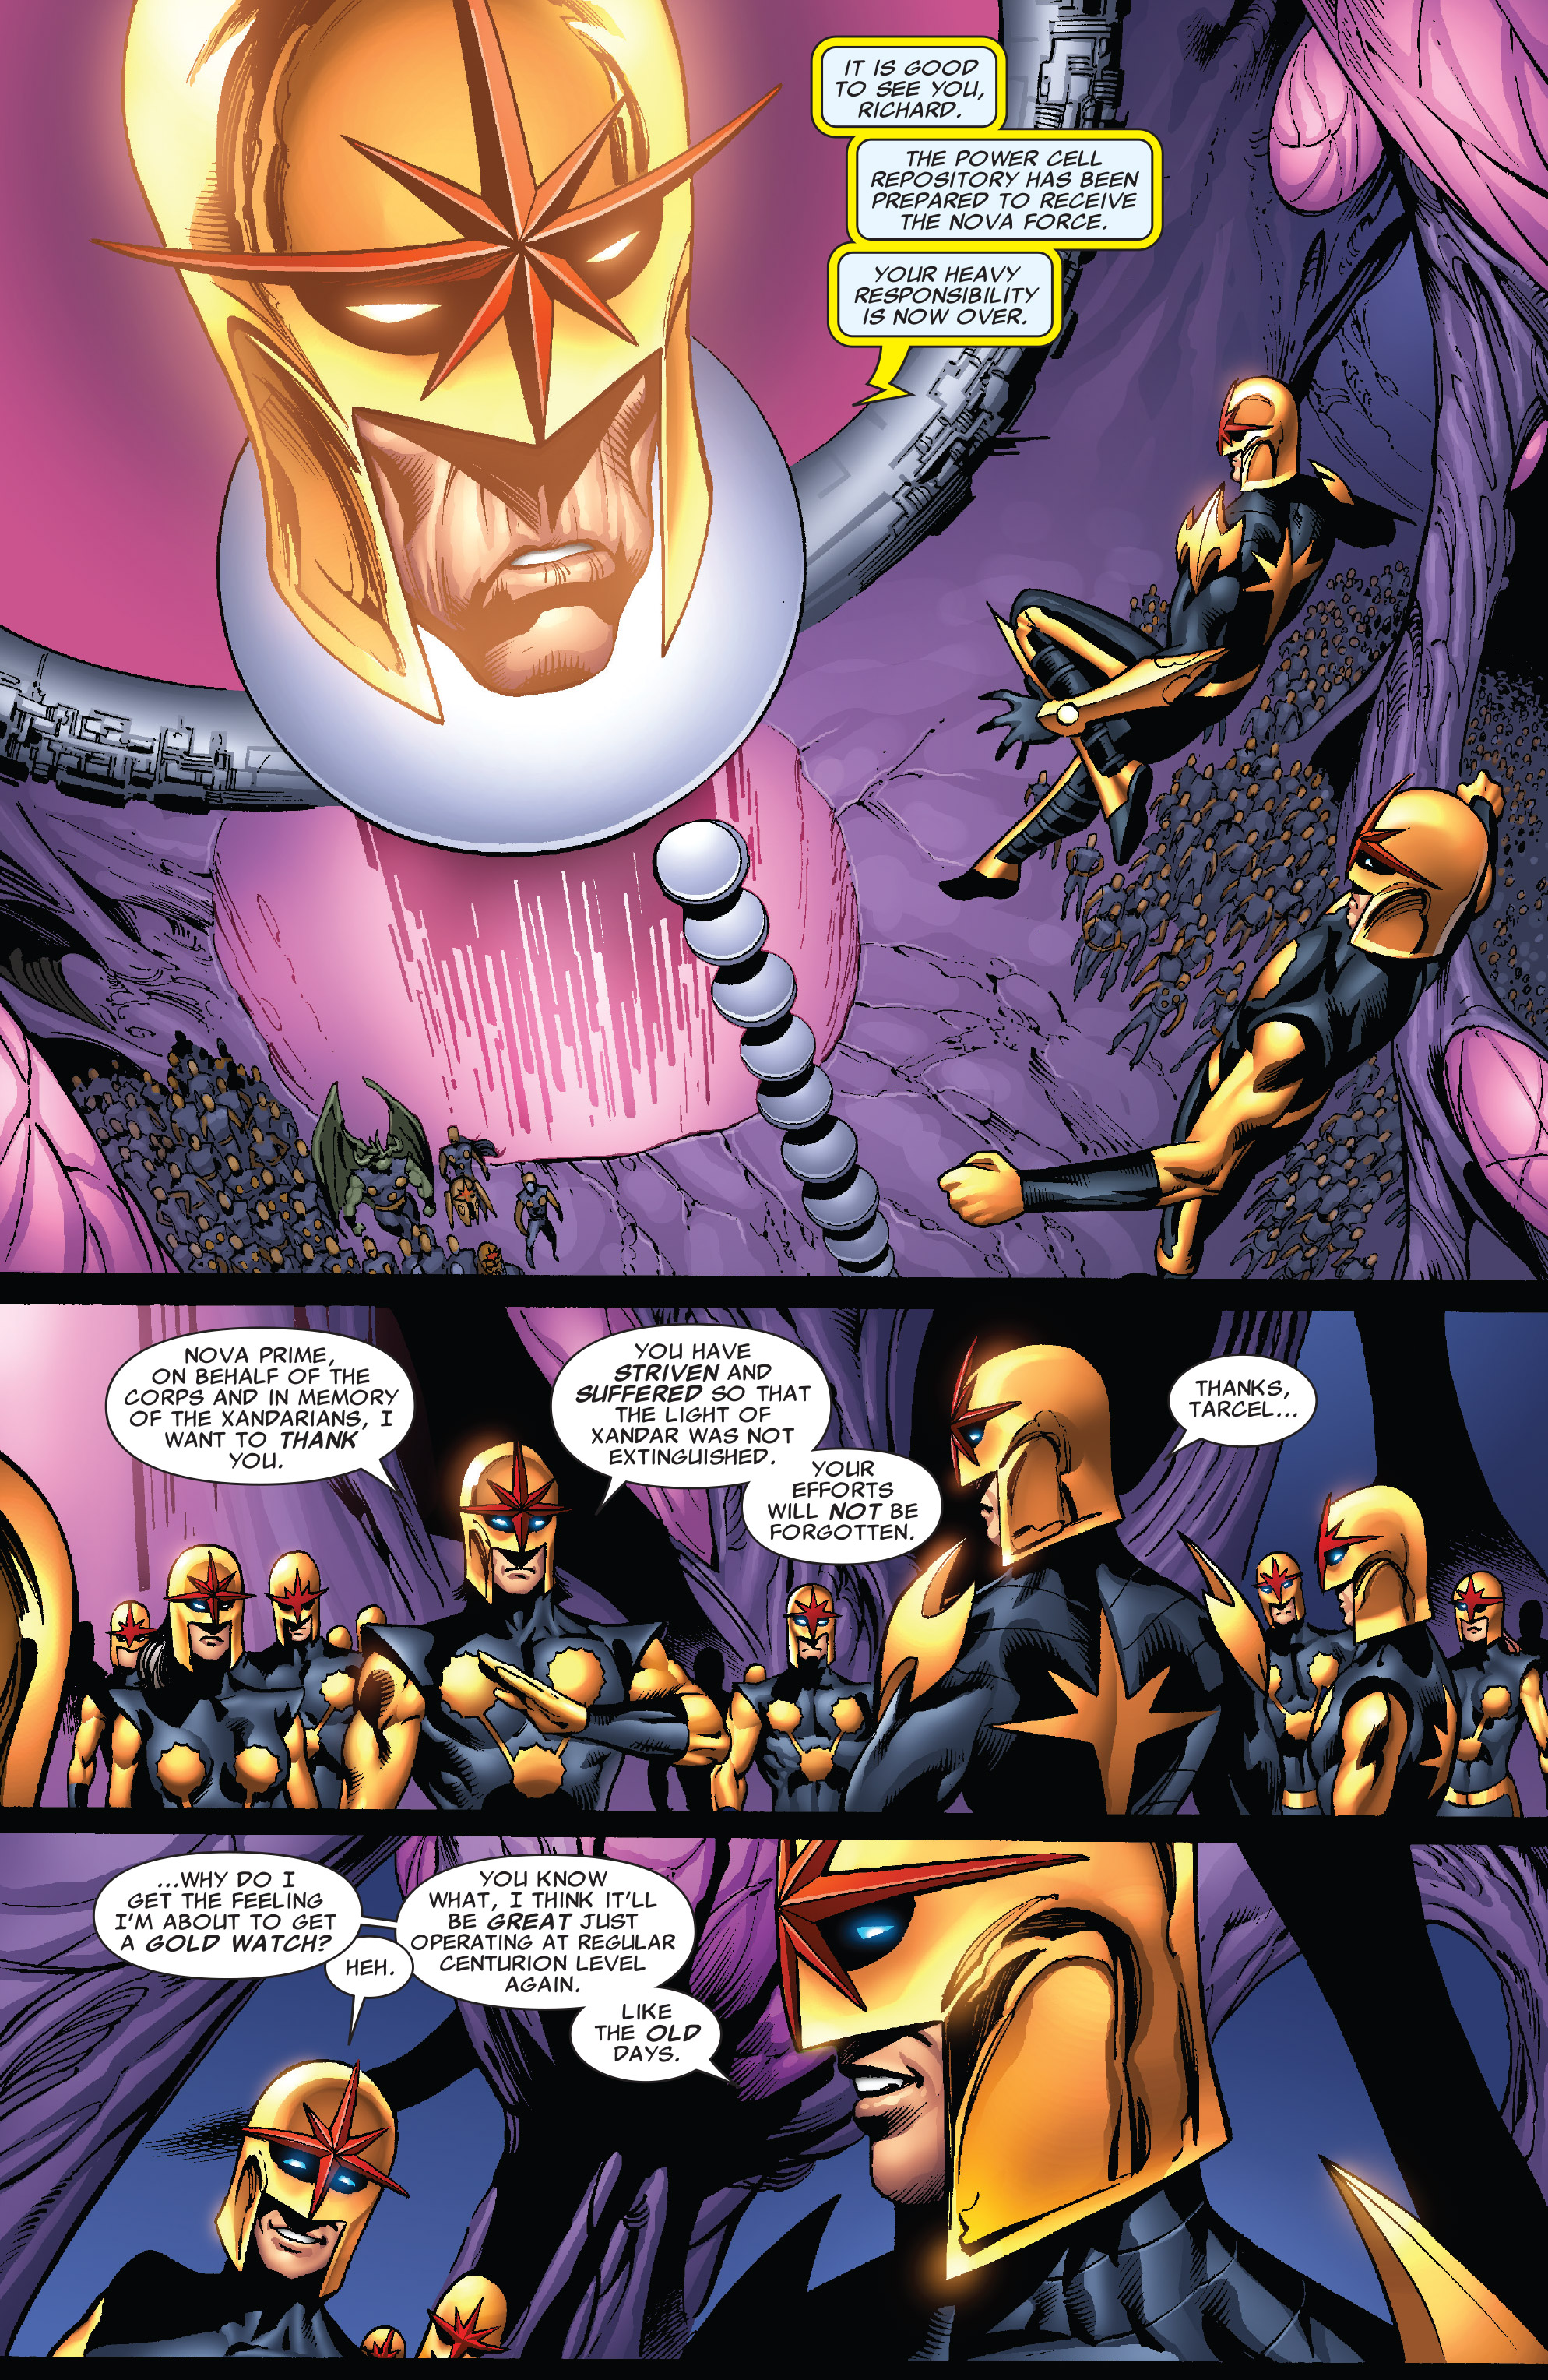 IT IS GOOD
TO SEE YOU,
RICHARD.
THE POWER CELL
REPOSITORY HAS BEEN
PREPARED TO RECEIVE
THE NOVA FORCE.
YOUR HEAVY
RESPONSIBILITY
IS NOW OVER.
NOVA PRIME,
ON BEHALF OF THE
CORPS AND IN MEMORY
OF THE XANDARIANS, I
WANT TO THANK
YOU.
YOU HAVE
STRIVEN AND
SUFFERED SO THAT
THE LIGHT OF
XANDAR WAS NOT
EXTINGUISHED.
YOUR
EFFORTS
WILL NOT BE
FORGOTTEN.
THANKS,
TARCEL...
...WHY DO I
GET THE FEELING
I'M ABOUT TO GET
A GOLD WATCH?
HEH.
YOU KNOW
WHAT, I THINK IT'LL
BE GREAT JUST
OPERATING AT REGULAR
CENTURION LEVEL
AGAIN.
LIKE
THE OLD
DAYS.